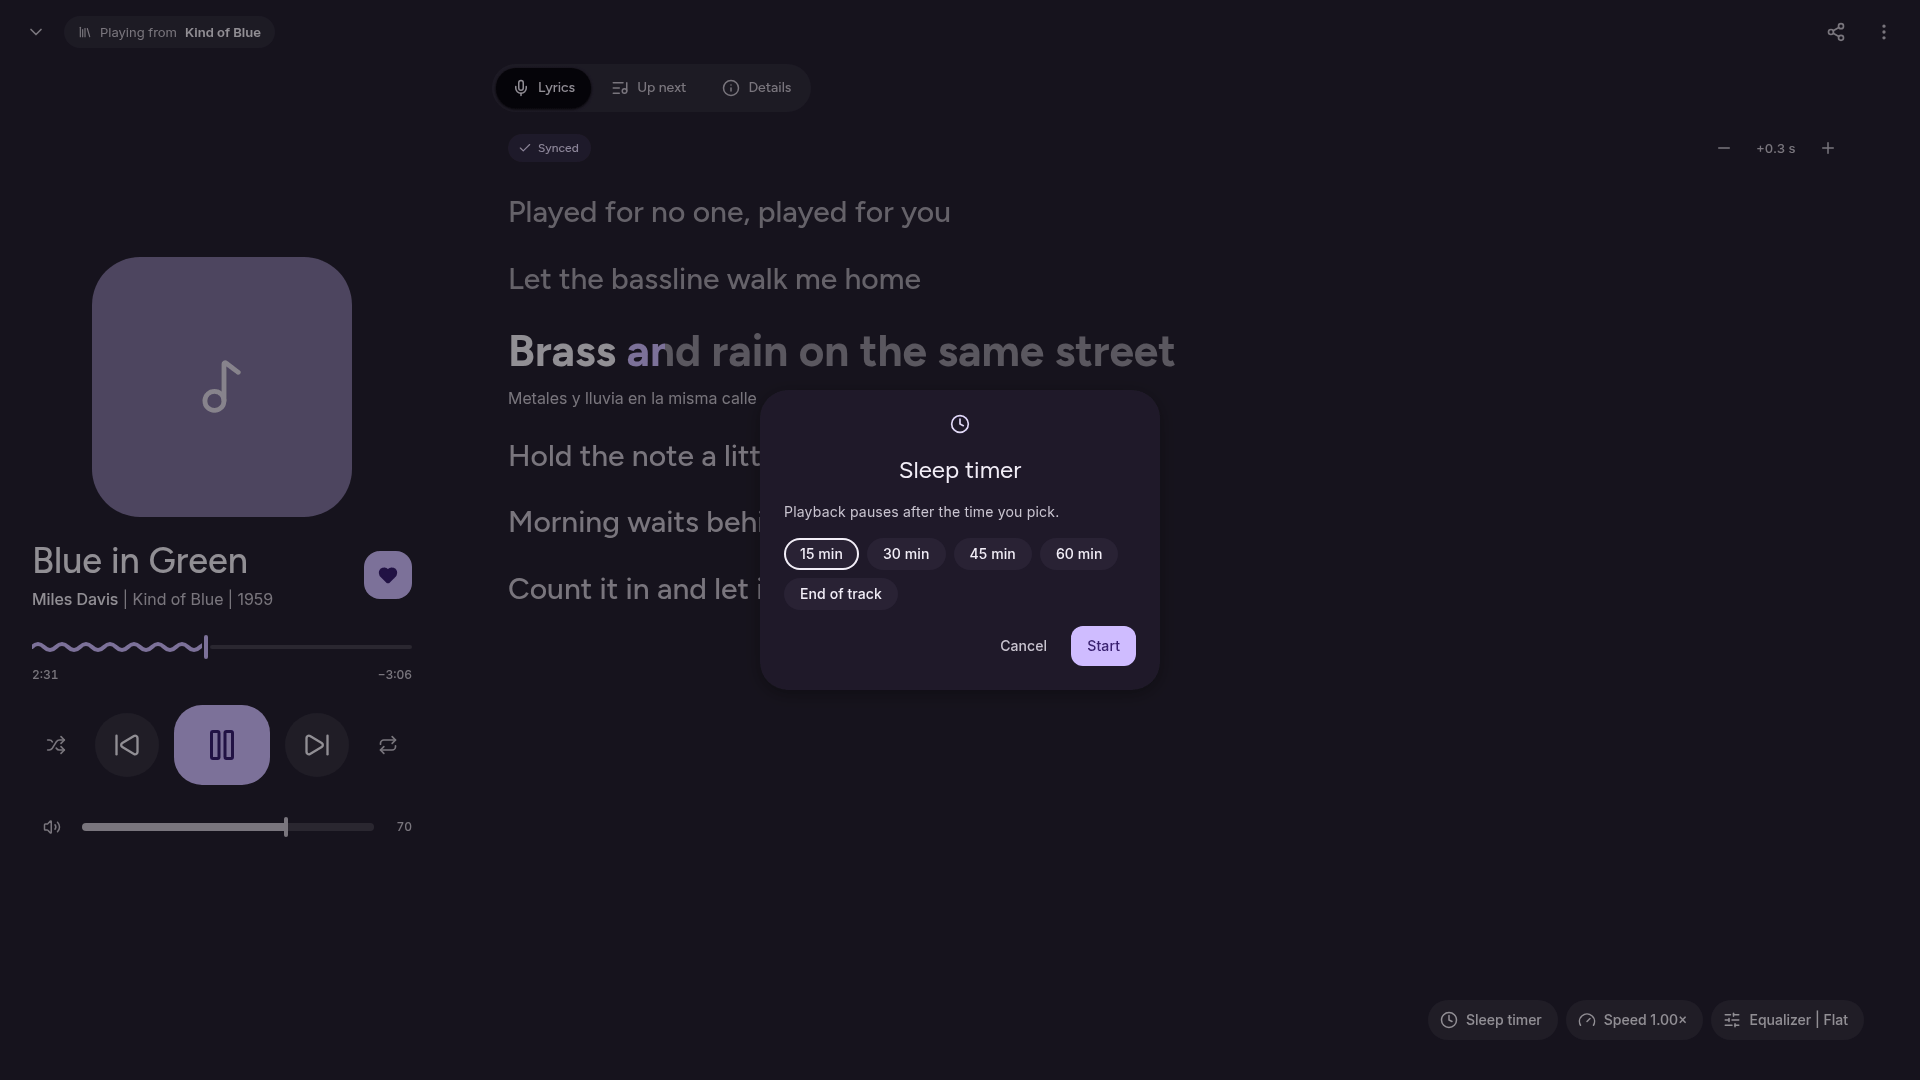 Playing from Kind of Blue
Lyrics
Up next
Details
Synced
+0.3 s
Played for no one, played for you
Let the bassline walk me home
Brass and rain on the same street
Metales y lluvia en la misma calle
Hold the note a litt
Morning waits behi
Count it in and let i
Blue in Green
Miles Davis | Kind of Blue | 1959
2:31
−3:06
70
Sleep timer
Playback pauses after the time you pick.
15 min
30 min
45 min
60 min
End of track
Cancel
Start
Sleep timer
Speed 1.00×
Equalizer | Flat